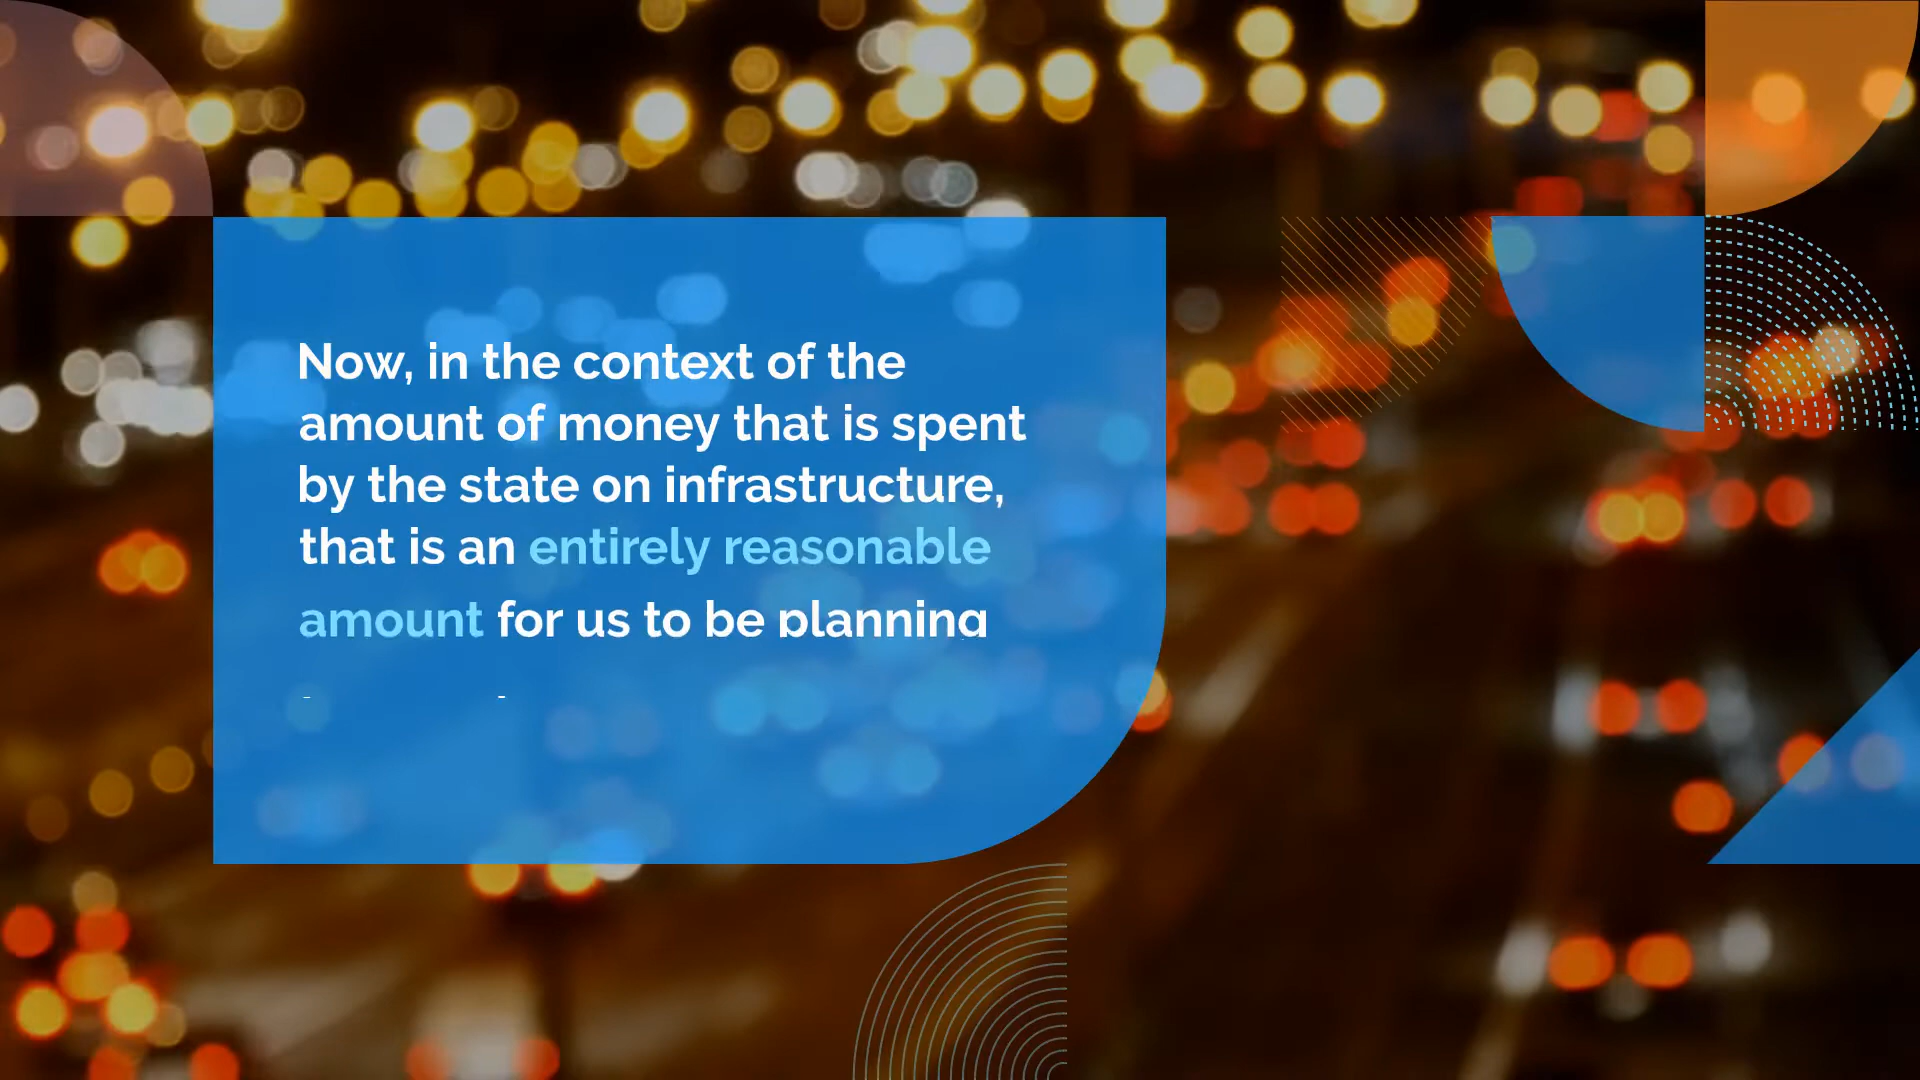 Now, in the context of the
amount of money that is spent
by the state on infrastructure,
that is an entirely reasonable
amount for us to be planning